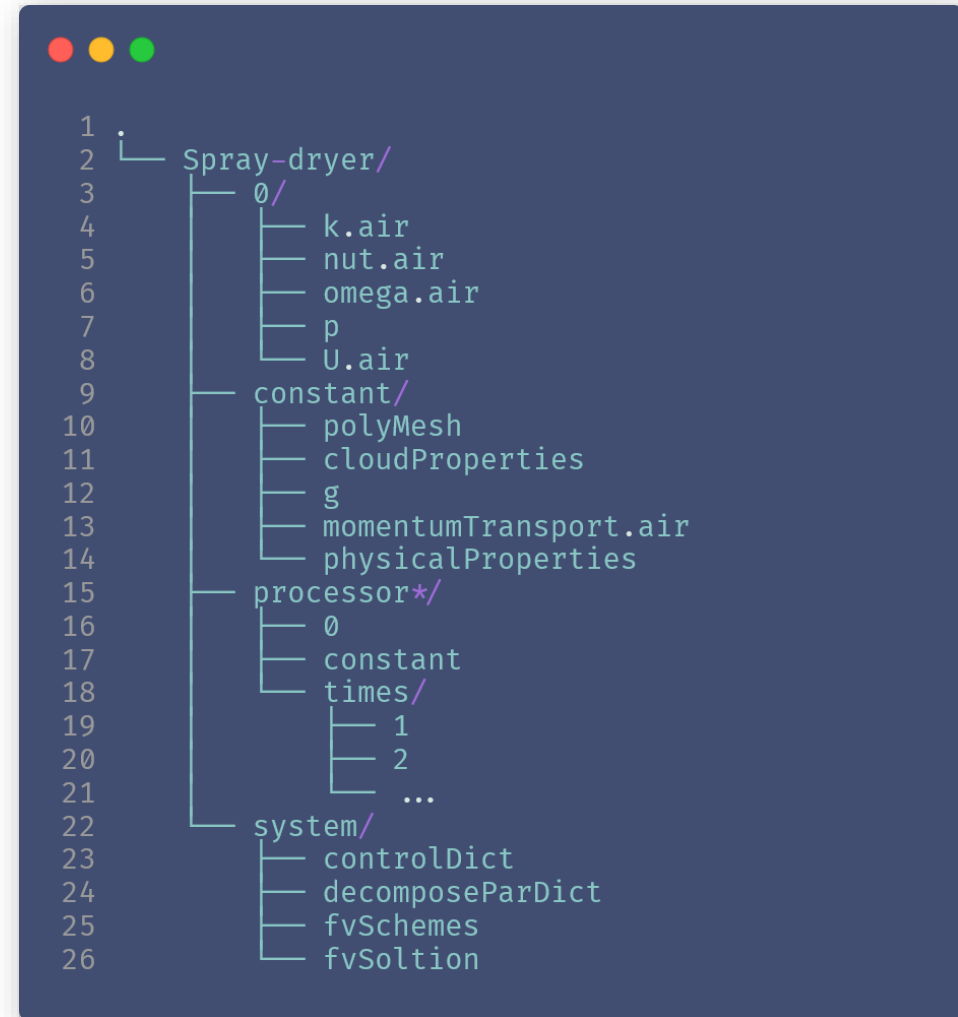 1 .
2 └── Spray-dryer/
3 ├── 0/
4 │ ├── k.air
5 │ ├── nut.air
6 │ ├── omega.air
7 │ ├── p
8 │ └── U.air
9 ├── constant/
10 │ ├── polyMesh
11 │ ├── cloudProperties
12 │ ├── g
13 │ ├── momentumTransport.air
14 │ └── physicalProperties
15 ├── processor*/
16 │ ├── 0
17 │ ├── constant
18 │ └── times/
19 │ ├── 1
20 │ ├── 2
21 │ └── ...
22 └── system/
23 ├── controlDict
24 ├── decomposeParDict
25 ├── fvSchemes
26 └── fvSoltion